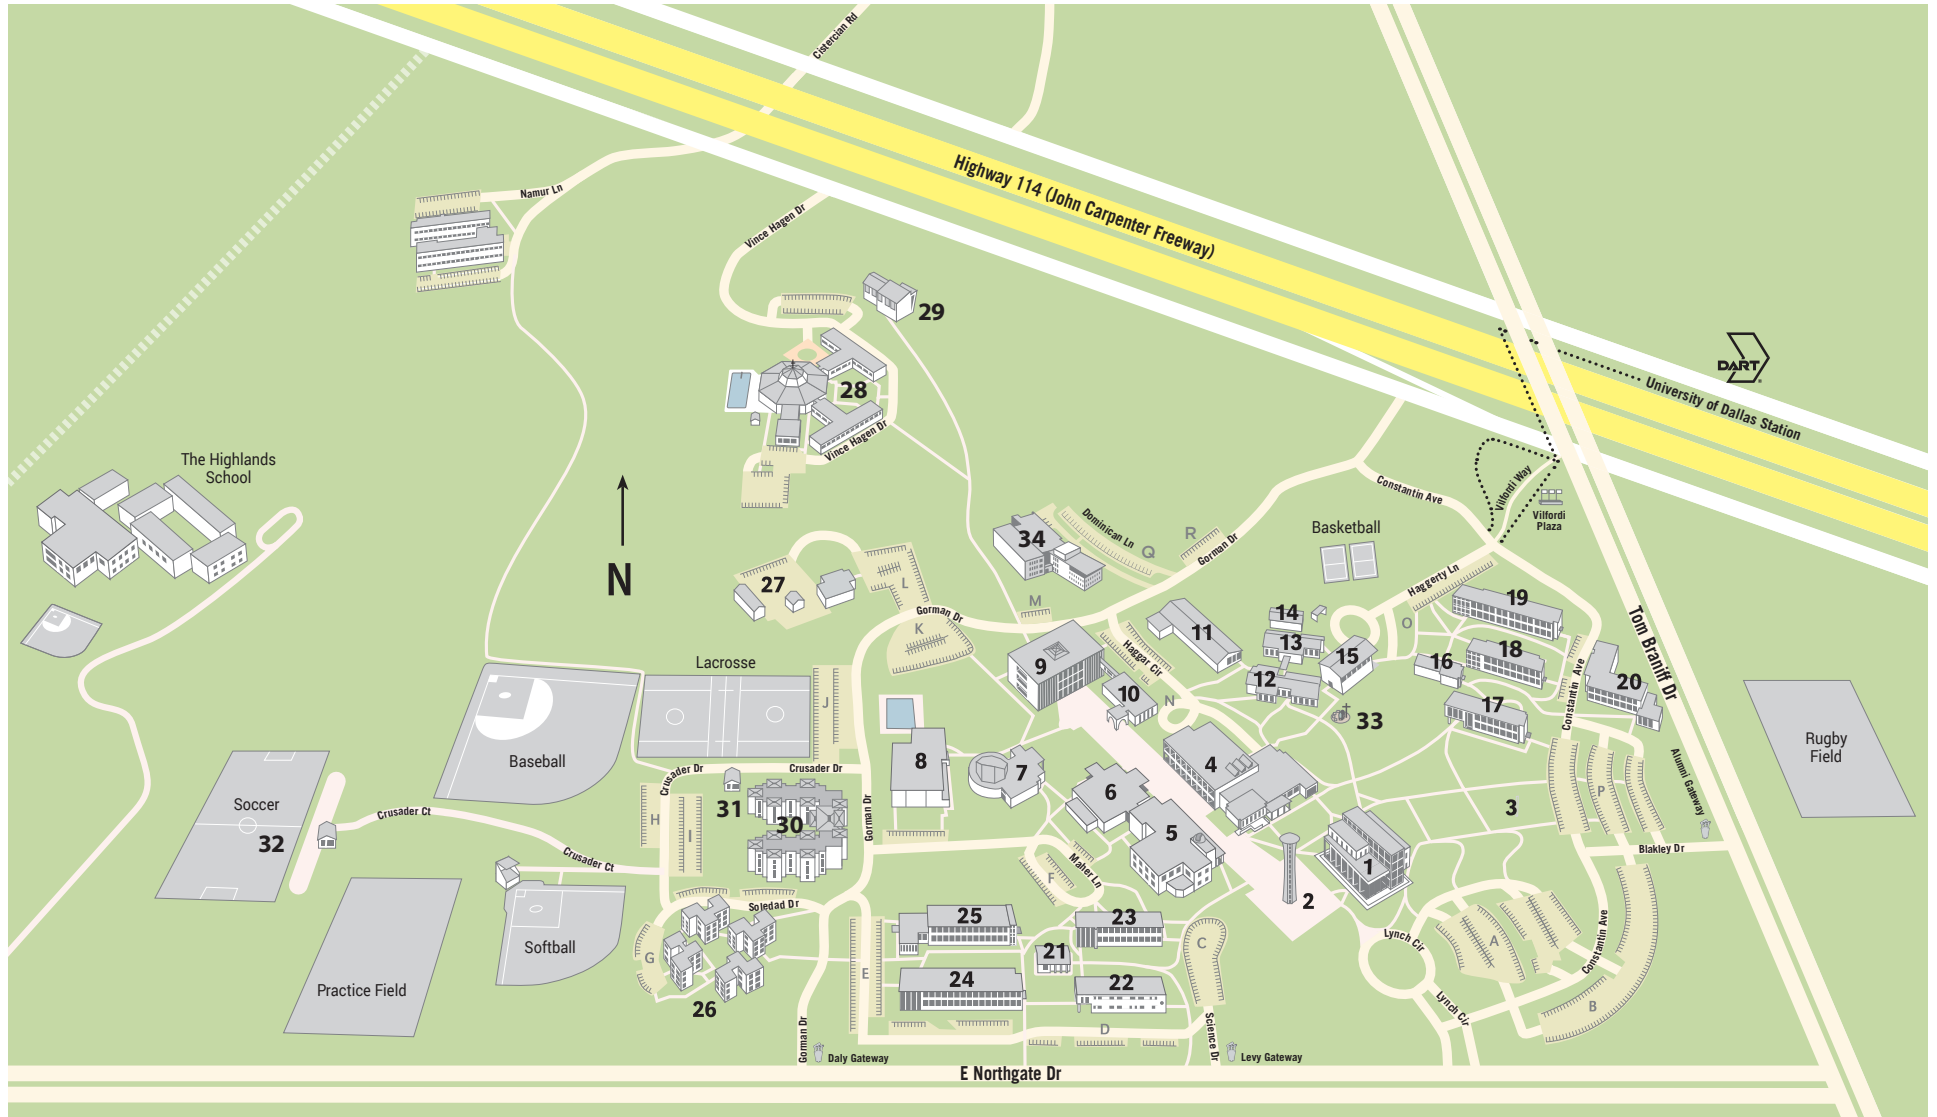 Cistercian Rd
Highway 114 (John Carpenter Freeway)
Namur Ln
Vince Hagen Dr
29
DART
University of Dallas Station
28
Vince Hagen Dr
The Highlands
School
Constantin Ave
Vilfordi Way
Vilfordi
Plaza
N
34
Dominican Ln
Q
R
Gorman Dr
Basketball
27
L
M
Gorman Dr
K
Haggerty Ln
19
O
14
13
11
15
16
18
Tom Braniff Dr
Lacrosse
9
Haggar Cir
12
20
10
N
33
17
Constantin Ave
J
Baseball
8
7
4
Rugby
Field
Alumni Gateway
Crusader Dr
Crusader Dr
31
30
6
3
P
Soccer
32
Crusader Ct
H
I
Gorman Dr
5
1
Blakley Dr
Crusader Ct
F
Maher Ln
2
Soledad Dr
25
23
C
Lynch Cir
A
Constantin Ave
Softball
G
E
21
Practice Field
26
24
22
Lynch Cir
B
Gorman Dr
D
Science Dr
Daly Gateway
Levy Gateway
E Northgate Dr